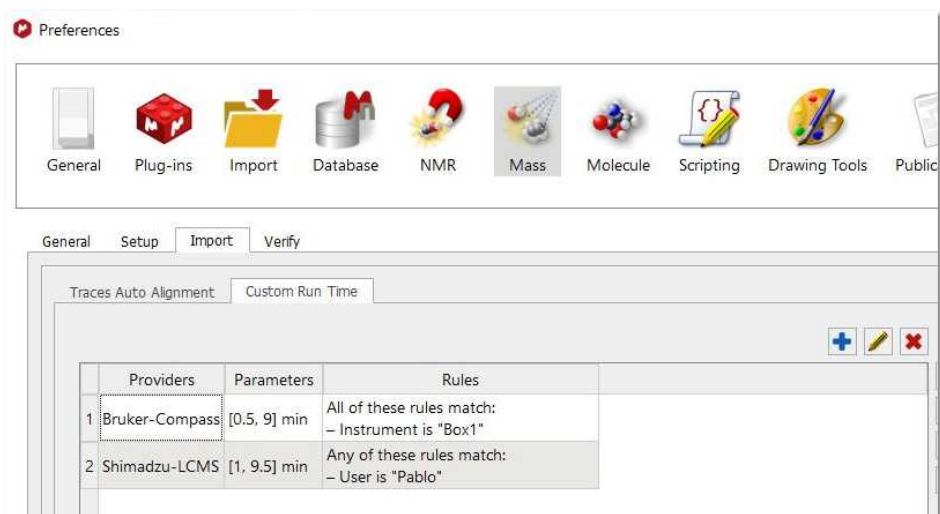 Preferences
General Plug-ins Import Database NMR Mass Molecule Scripting Drawing Tools Public
General Setup Import Verify
Traces Auto Alignment Custom Run Time
Providers Parameters Rules
1 Bruker-Compass [0.5, 9] min All of these rules match:
– Instrument is "Box1"
2 Shimadzu-LCMS [1, 9.5] min Any of these rules match:
– User is "Pablo"